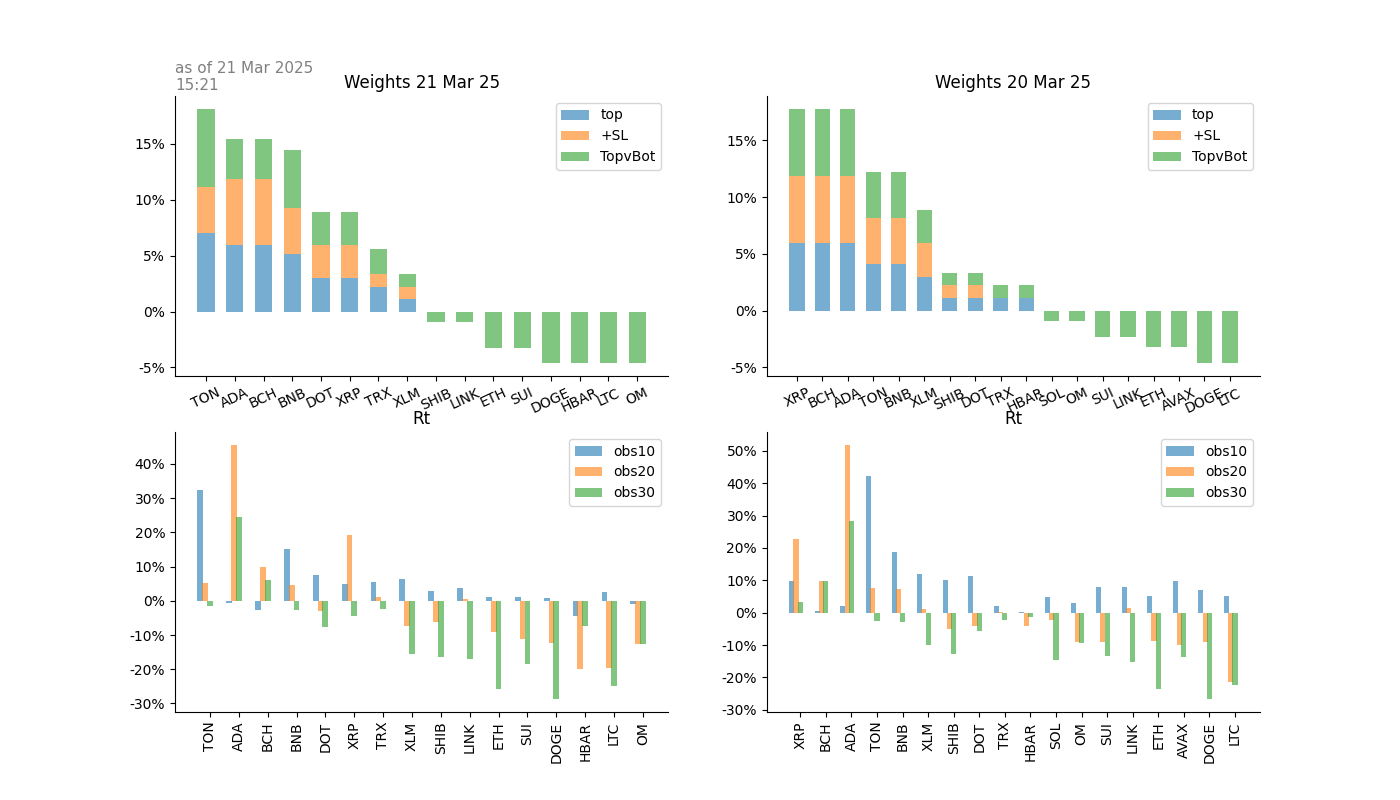 as of 21 Mar 2025
15:21
Weights 21 Mar 25
top
+SL
TopvBot
15%
10%
5%
0%
-5%
TON ADA BCH BNB DOT XRP TRX XLM SHIB LINK ETH SUI DOGE HBAR LTC OM
Weights 20 Mar 25
top
+SL
TopvBot
15%
10%
5%
0%
-5%
XRP BCH ADA TON BNB XLM SHIB DOT TRX HBAR SOL OM SUI LINK ETH AVAX DOGE LTC
Rt
obs10
obs20
obs30
40%
30%
20%
10%
0%
-10%
-20%
-30%
TON ADA BCH BNB DOT XRP TRX XLM SHIB LINK ETH SUI DOGE HBAR LTC OM
Rt
obs10
obs20
obs30
50%
40%
30%
20%
10%
0%
-10%
-20%
-30%
XRP BCH ADA TON BNB XLM SHIB DOT TRX HBAR SOL OM SUI LINK ETH AVAX DOGE LTC